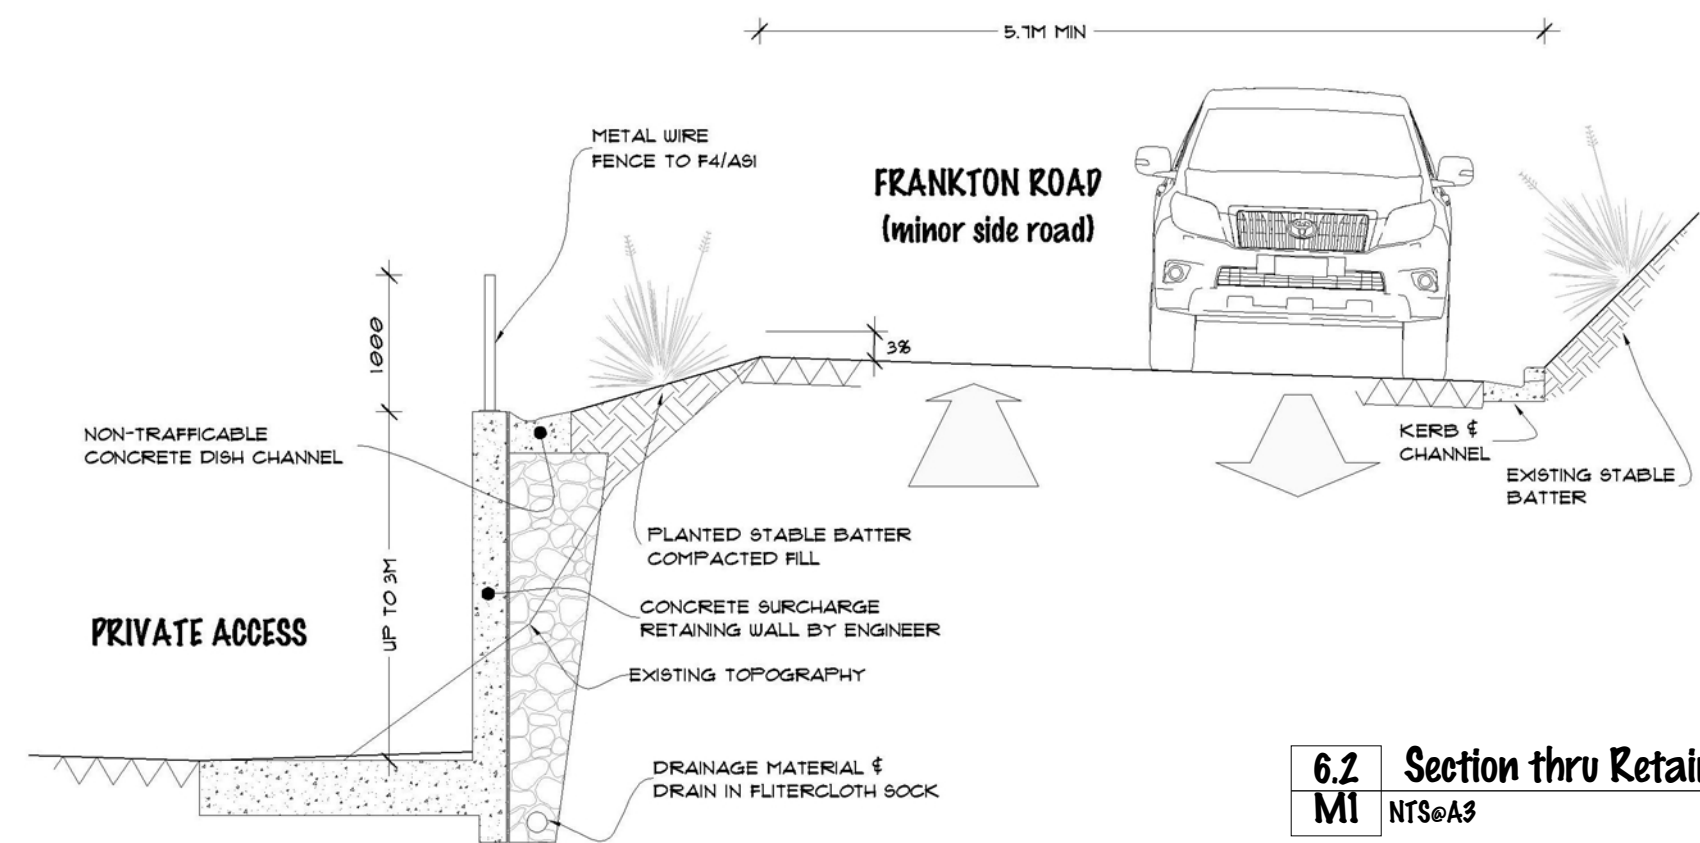 5.7M MIN
METAL WIRE
FENCE TO F4/AS1
FRANKTON ROAD
(minor side road)
1000
3%
NON-TRAFFICABLE
CONCRETE DISH CHANNEL
KERB &
CHANNEL
EXISTING STABLE
BATTER
PLANTED STABLE BATTER
COMPACTED FILL
UP TO 3M
PRIVATE ACCESS
CONCRETE SURCHARGE
RETAINING WALL BY ENGINEER
EXISTING TOPOGRAPHY
DRAINAGE MATERIAL &
DRAIN IN FLITERCLOTH SOCK
6.2 Section thru Retain
M1 NTS@A3